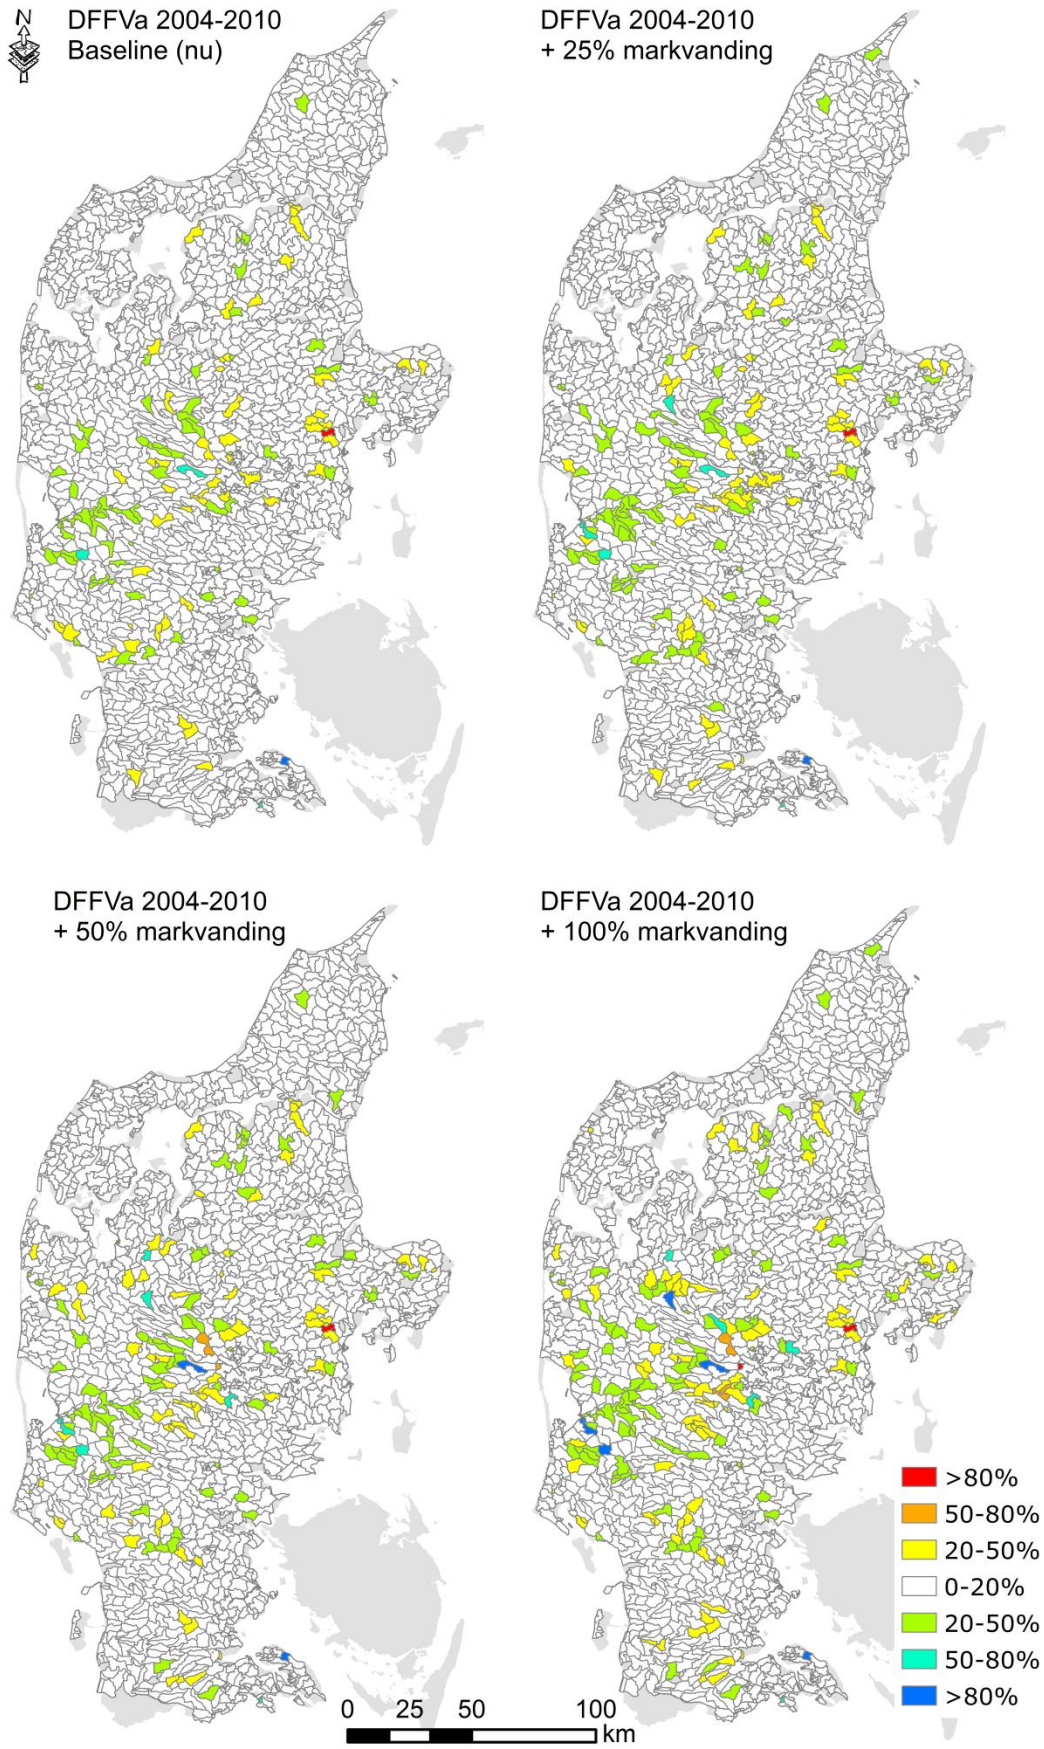 N
DFFVa 2004-2010
Baseline (nu)
DFFVa 2004-2010
+ 25% markvanding
DFFVa 2004-2010
+ 50% markvanding
DFFVa 2004-2010
+ 100% markvanding
>80%
50-80%
20-50%
0-20%
20-50%
50-80%
>80%
0 25 50 100
km